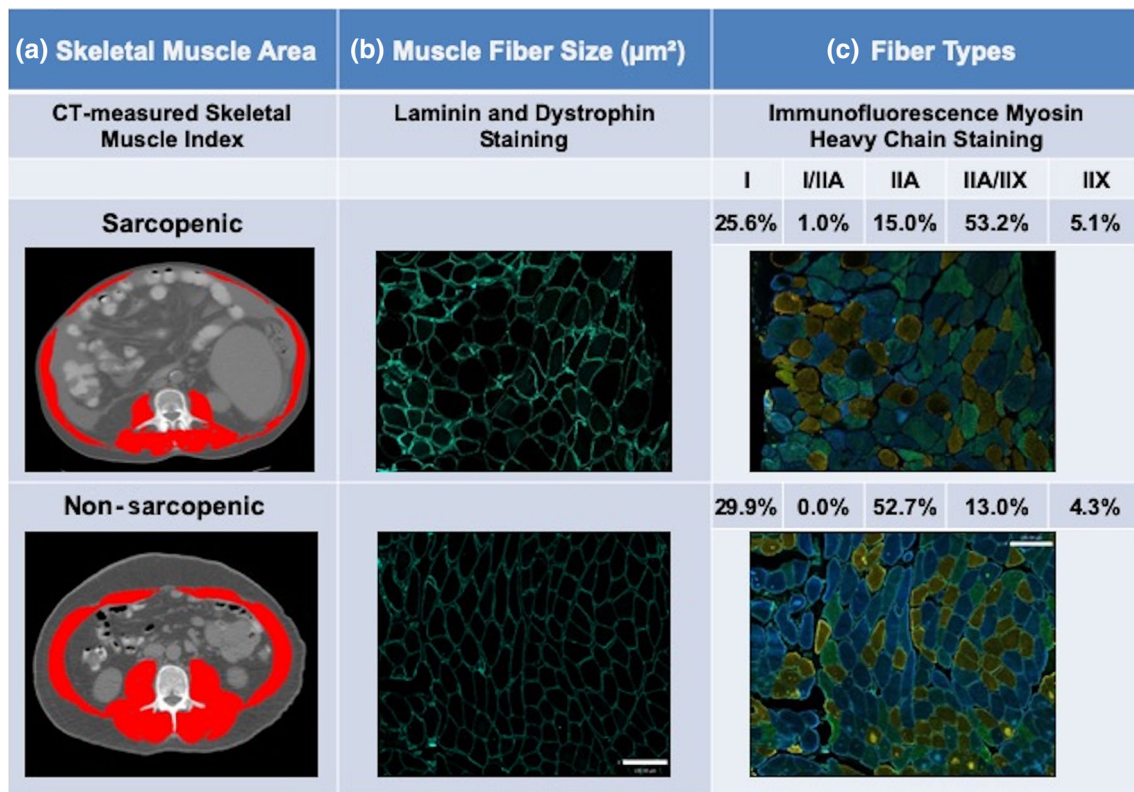 (a) Skeletal Muscle Area
(b) Muscle Fiber Size (µm²)
(c) Fiber Types
CT-measured Skeletal
Muscle Index
Laminin and Dystrophin
Staining
Immunofluorescence Myosin
Heavy Chain Staining
I I/IIA IIA IIA/IIX IIX
Sarcopenic
25.6% 1.0% 15.0% 53.2% 5.1%
Non-sarcopenic
29.9% 0.0% 52.7% 13.0% 4.3%